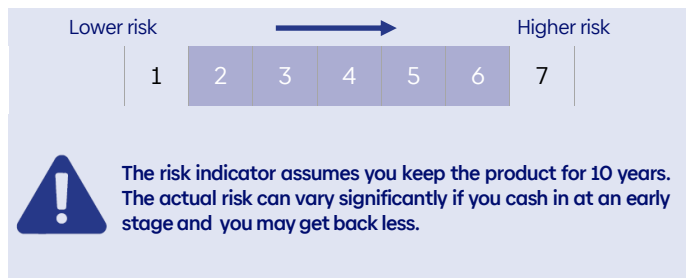 Lower risk Higher risk
1 2 3 4 5 6 7
The risk indicator assumes you keep the product for 10 years.
The actual risk can vary significantly if you cash in at an early
stage and you may get back less.